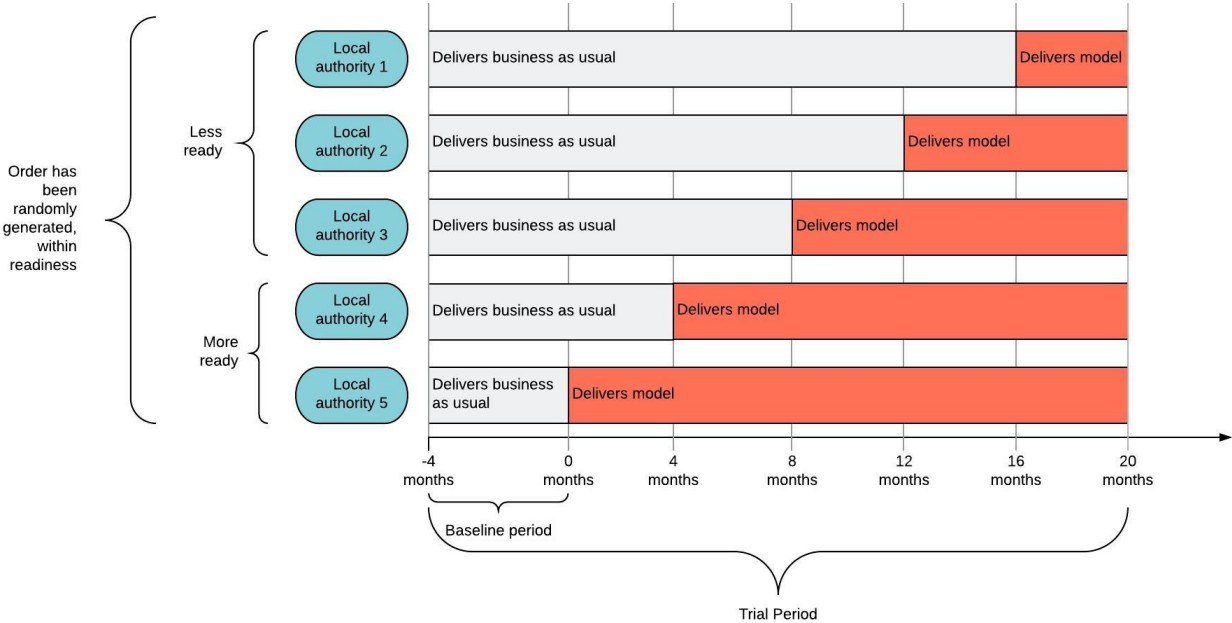 Order has
been
randomly
generated,
within
readiness
Less
ready
More
ready
Local
authority 1
Delivers business as usual
Delivers model
Local
authority 2
Delivers business as usual
Delivers model
Local
authority 3
Delivers business as usual
Delivers model
Local
authority 4
Delivers business as usual
Delivers model
Local
authority 5
Delivers business
as usual
Delivers model
-4
months
0
months
4
months
8
months
12
months
16
months
20
months
Baseline period
Trial Period